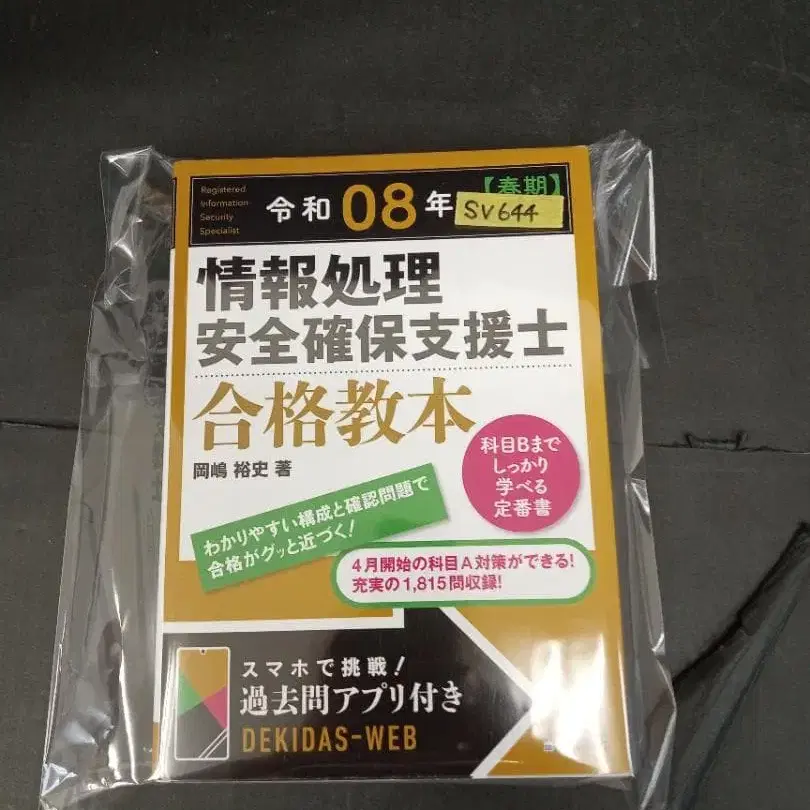 Registered
Information
Security
Specialist
令和08年
【春期】
SV644
情報処理
安全確保支援士
合格教本
岡嶋 裕史 著
科目Bまで
しっかり
学べる
定番書
わかりやすい構成と確認問題で
合格がグッと近づく!
4月開始の科目A対策ができる!
充実の1,815問収録!
スマホで挑戦!
過去問アプリ付き
DEKIDAS-WEB